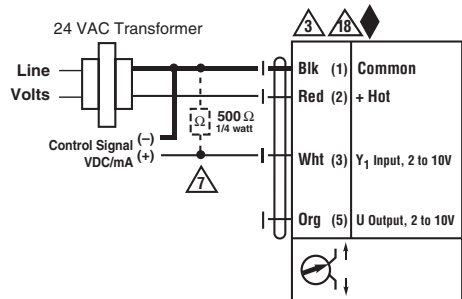 24 VAC Transformer
3 18
Line
Volts
Blk (1) Common
Red (2) + Hot
Ω 500 Ω
1/4 watt
Control Signal (–)
VDC/mA (+)
7
Wht (3) Y1 Input, 2 to 10V
Org (5) U Output, 2 to 10V